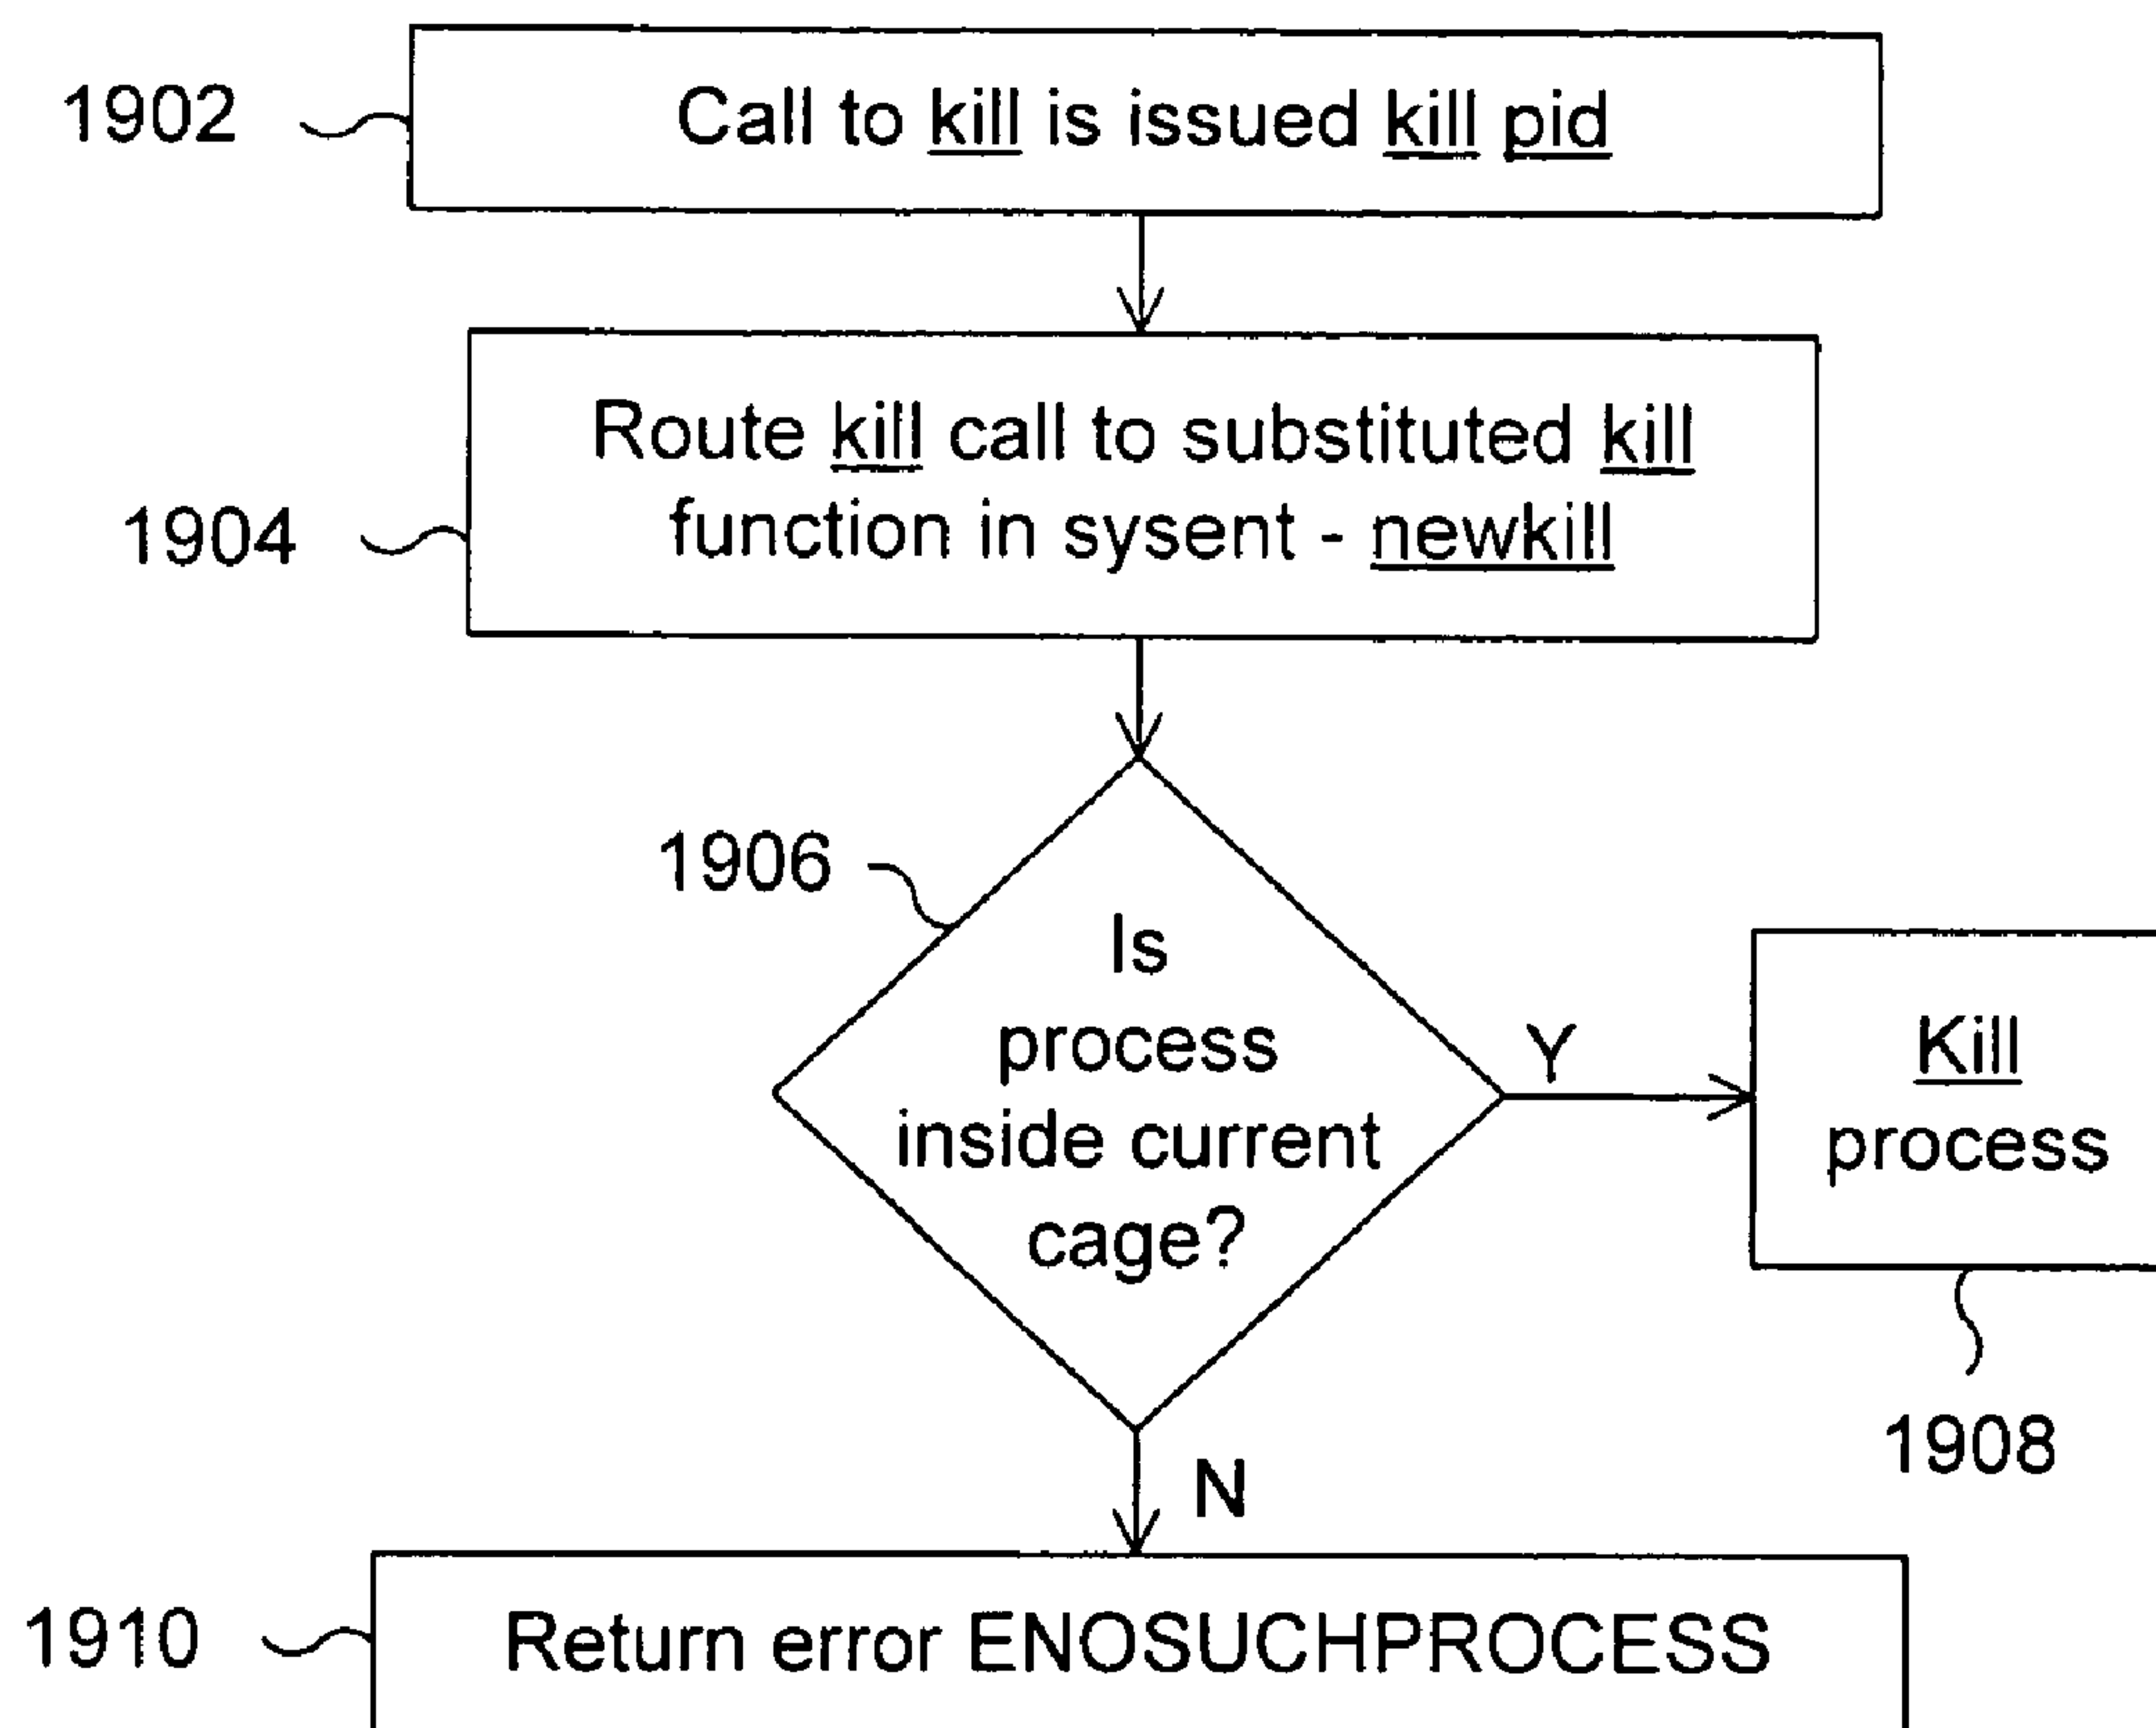 1902
Call to kill is issued kill pid
1904
Route kill call to substituted kill
function in sysent - newkill
1906
Is
process
inside current
cage?
Y
Kill
process
1908
N
1910
Return error ENOSUCHPROCESS